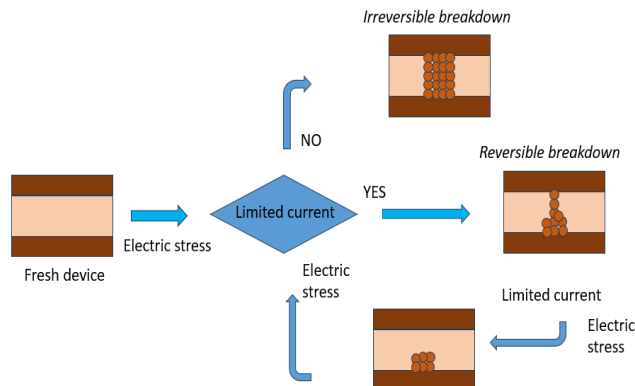 Irreversible breakdown
NO
Reversible breakdown
YES
Limited current
Electric stress
Fresh device
Electric
stress
Limited current
Electric
stress